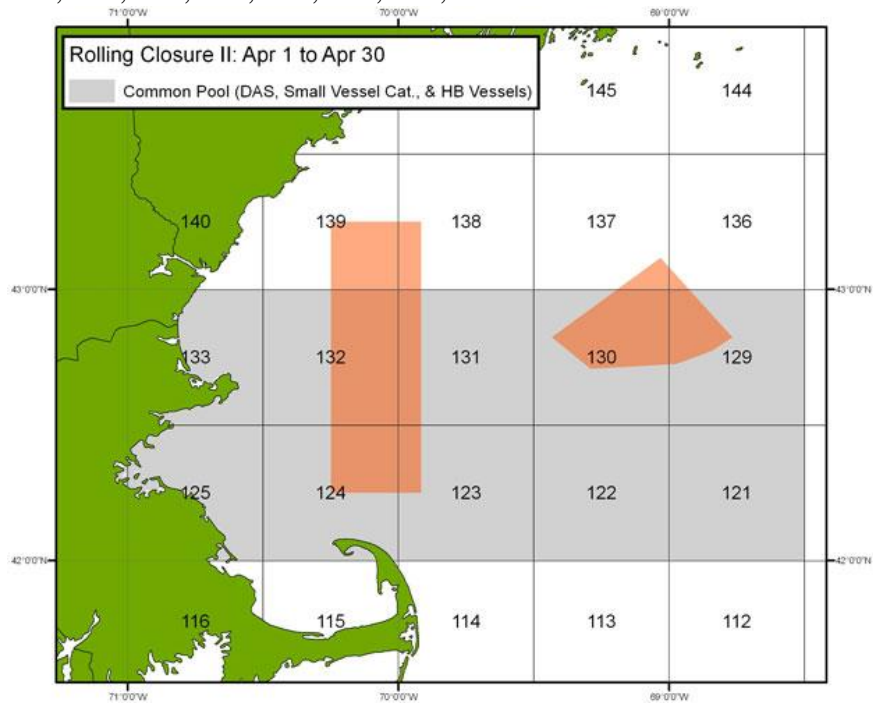 71°0'0"W 70°0'0"W 69°0'0"W
Rolling Closure II: Apr 1 to Apr 30
Common Pool (DAS, Small Vessel Cat., & HB Vessels)
145 144
140 139 138 137 136
43°0'0"N 43°0'0"N
133 132 131 130 129
125 124 123 122 121
42°0'0"N 42°0'0"N
116 115 114 113 112
71°0'0"W 70°0'0"W 69°0'0"W